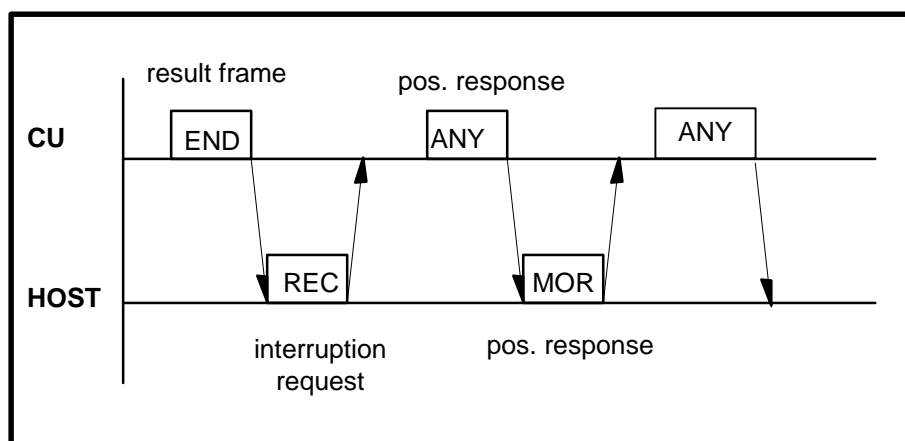 result frame
pos. response
CU
END
ANY
ANY
HOST
REC
MOR
interruption
request
pos. response